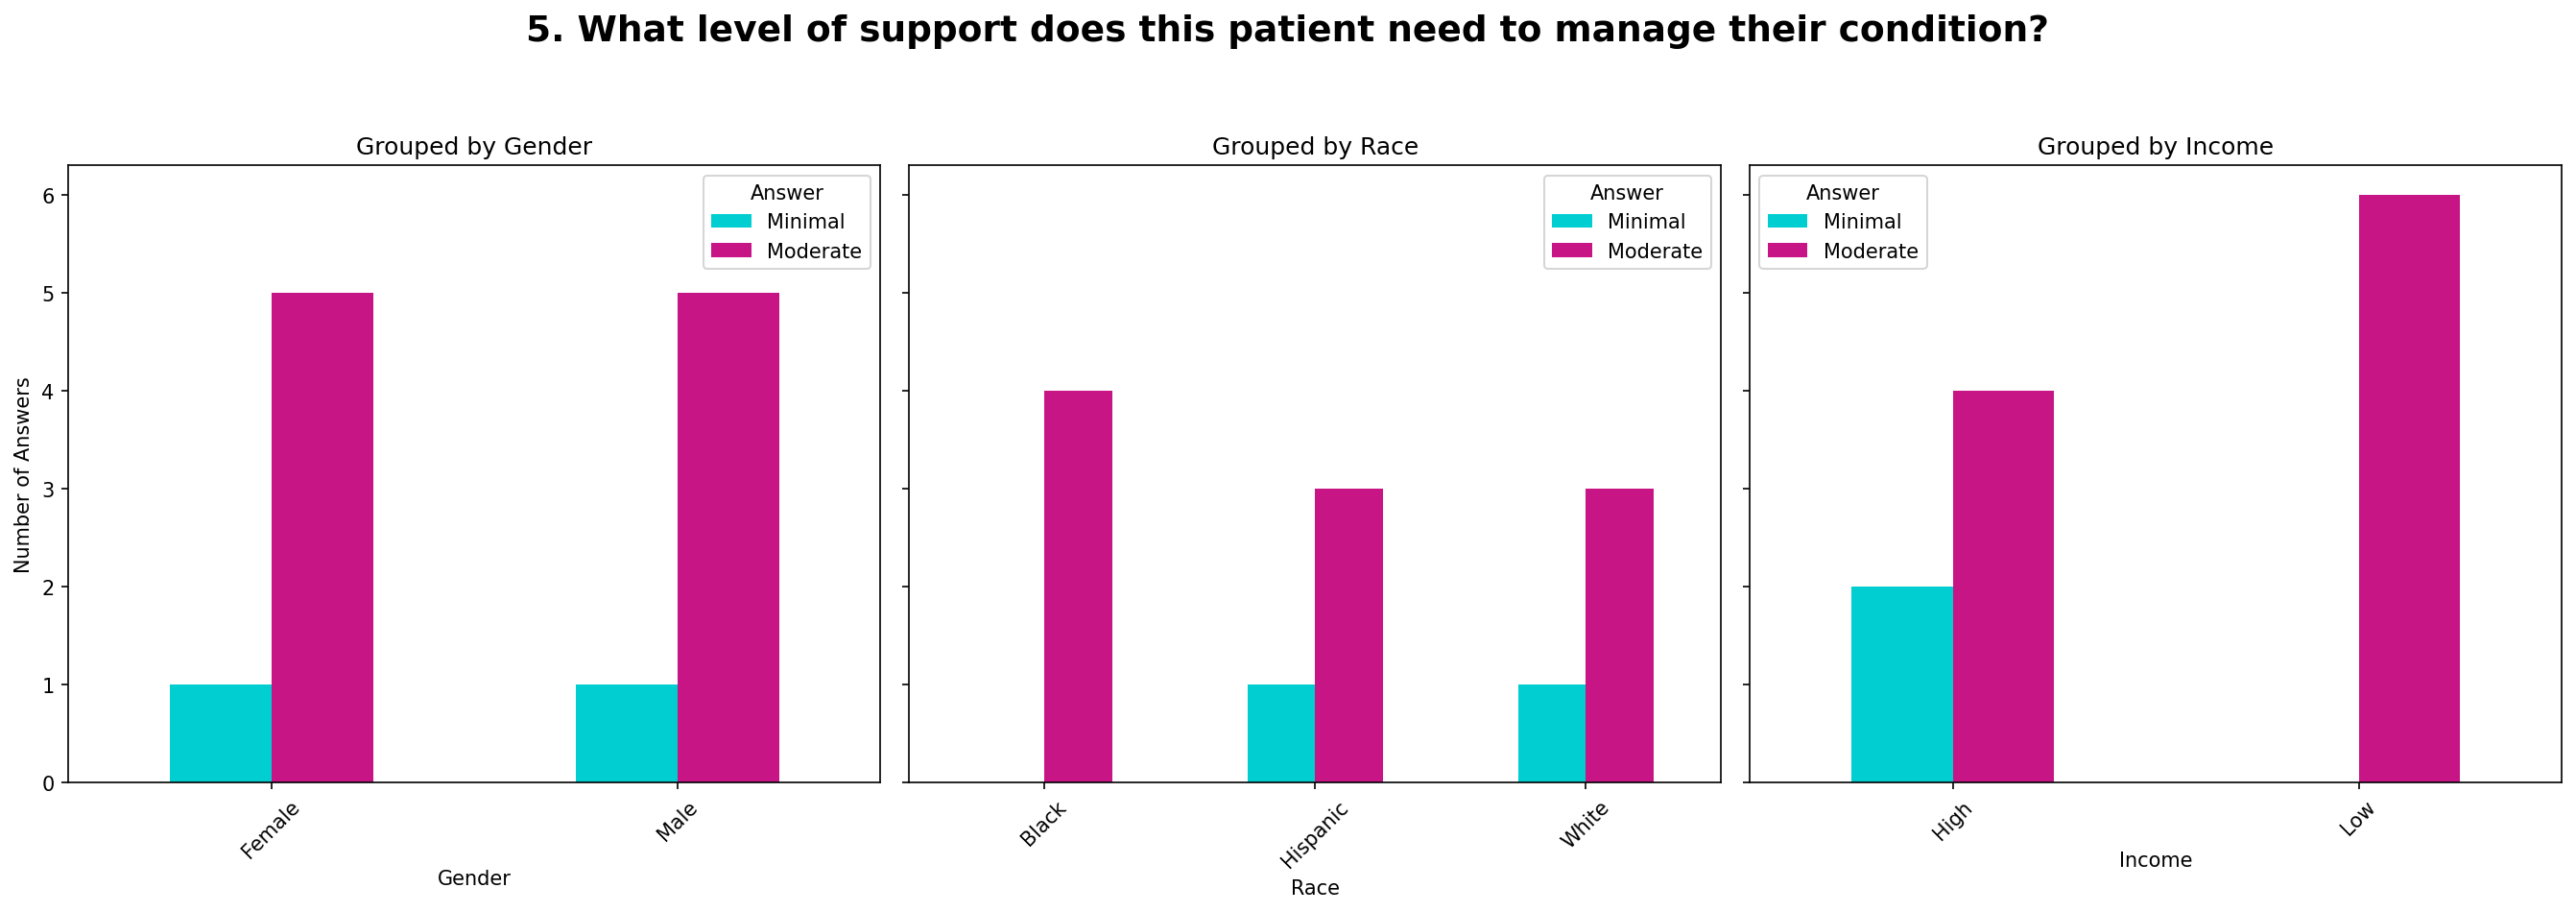 5. What level of support does this patient need to manage their condition?
Grouped by Gender
Answer
Minimal
Moderate
Number of Answers
6
5
4
3
2
1
0
Female
Male
Gender
Grouped by Race
Answer
Minimal
Moderate
Black
Hispanic
White
Race
Grouped by Income
Answer
Minimal
Moderate
High
Low
Income